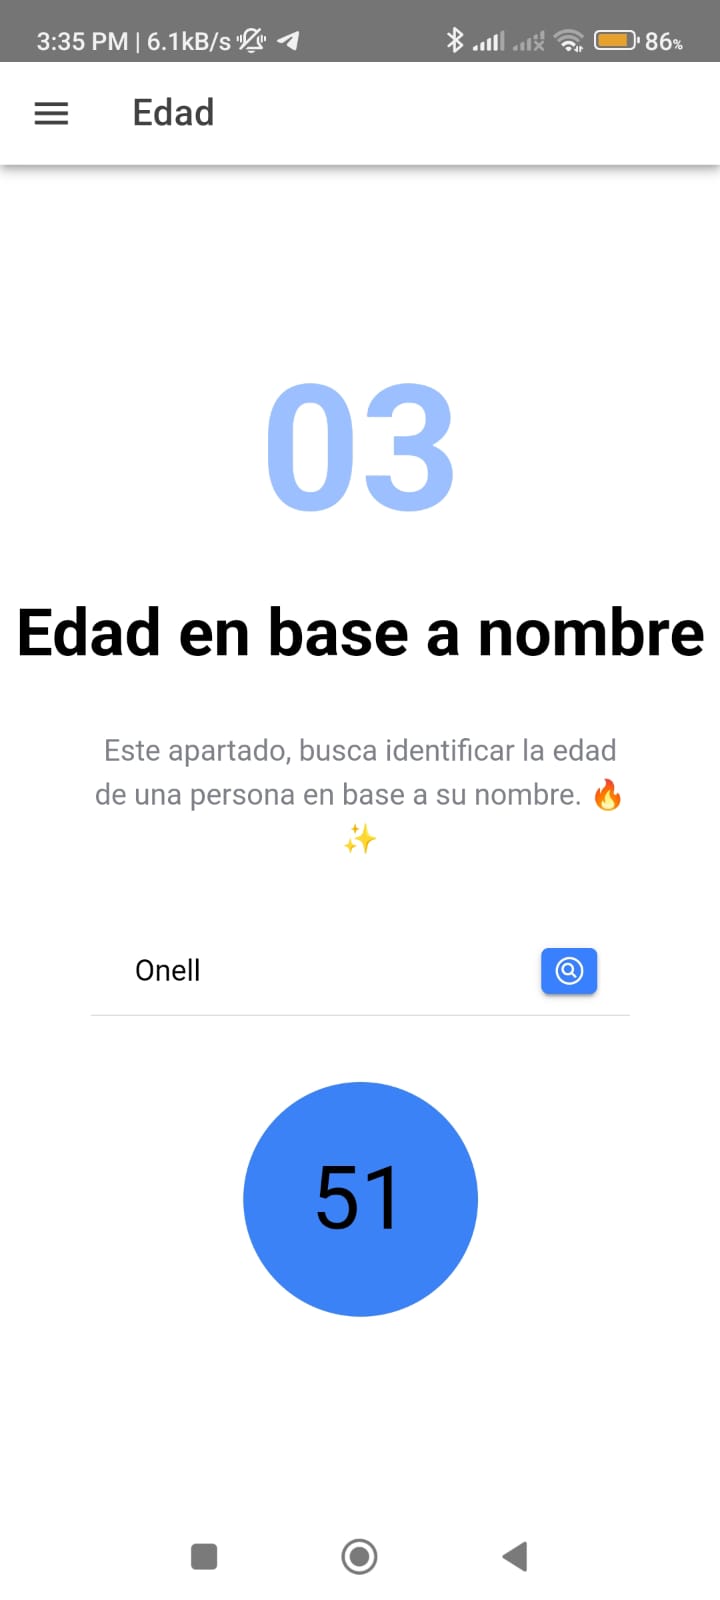 3:35 PM | 6.1kB/s 86%
Edad
03
Edad en base a nombre
Este apartado, busca identificar la edad
de una persona en base a su nombre. 🔥
✨
Onell
51